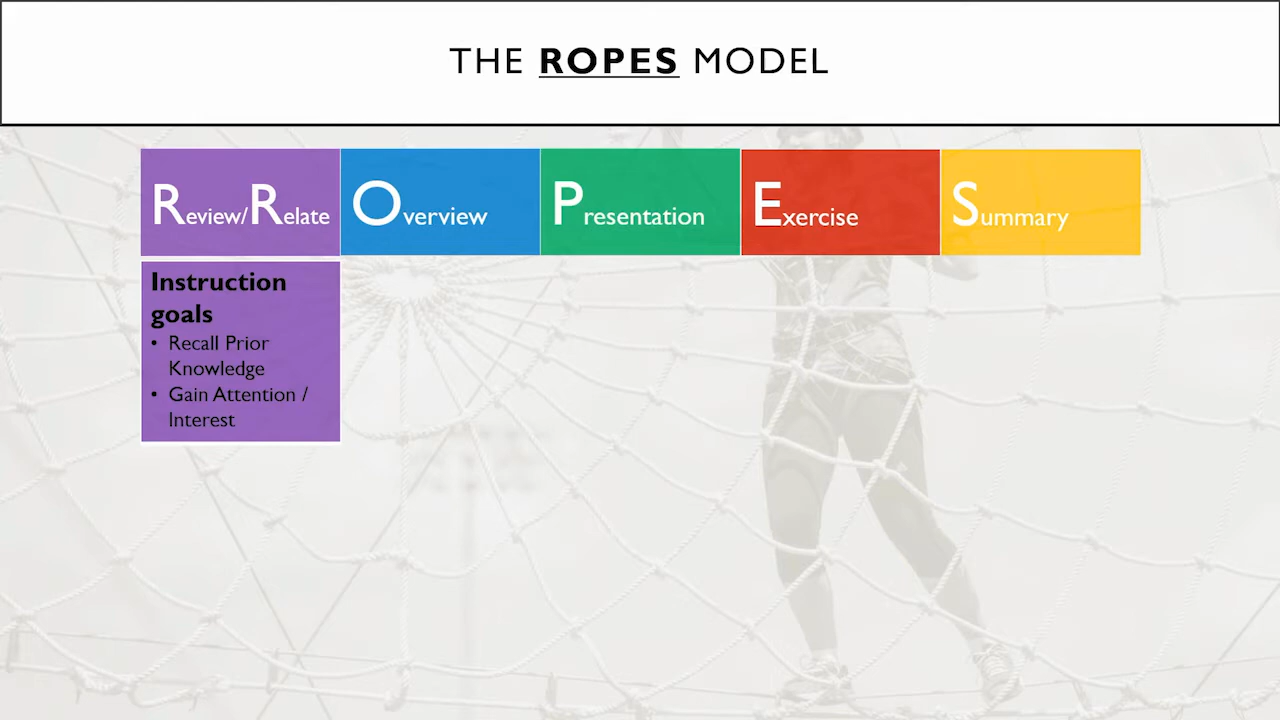 THE ROPES MODEL
Review/Relate
Overview
Presentation
Exercise
Summary
Instruction
goals
• Recall Prior
Knowledge
• Gain Attention /
Interest